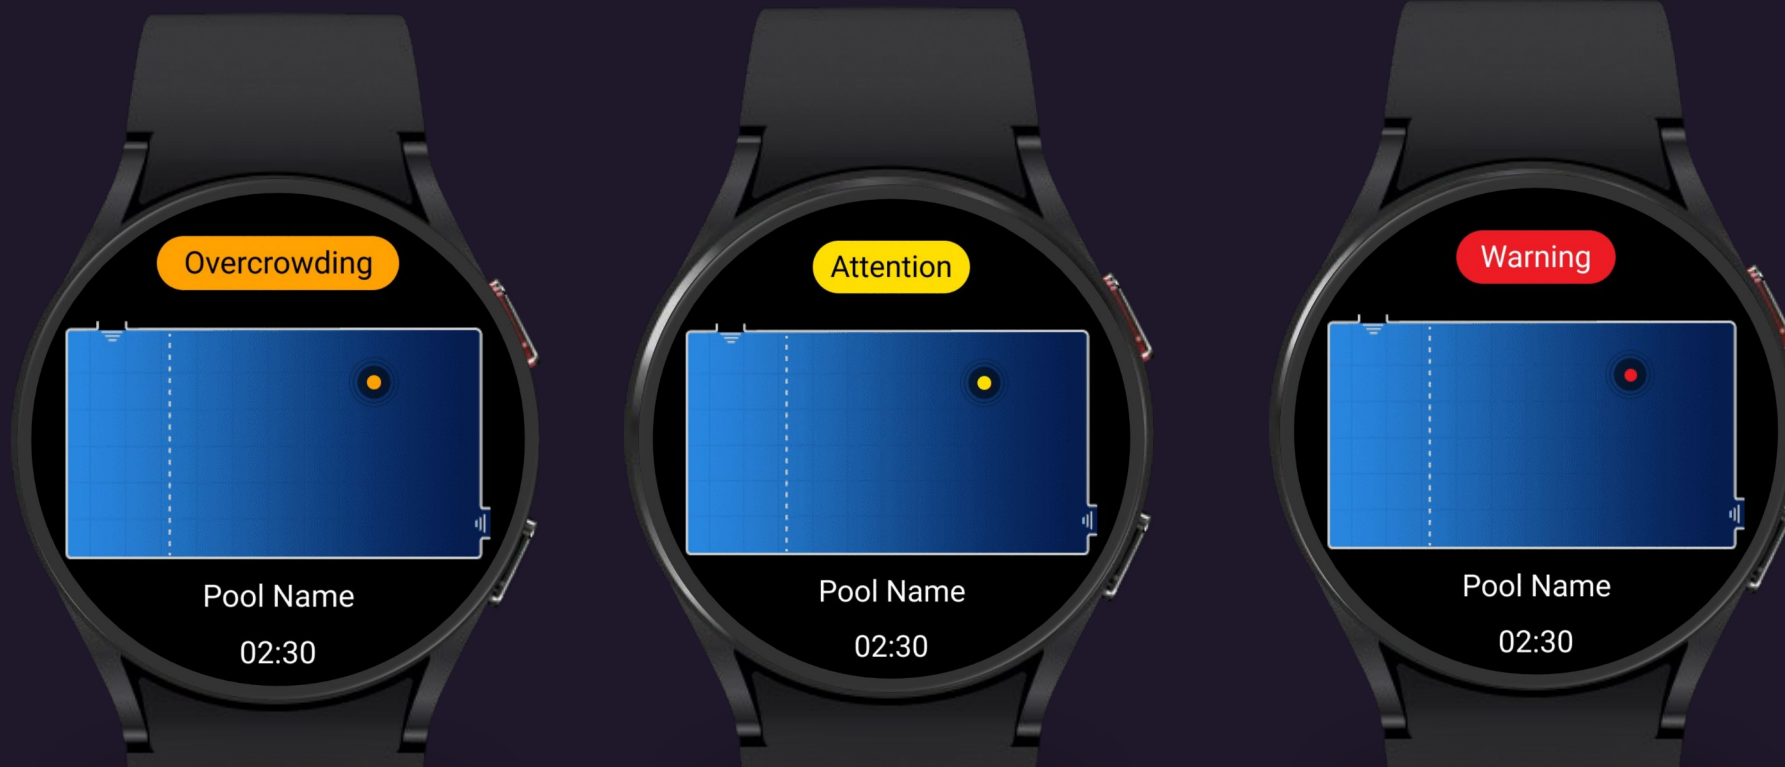 Overcrowding
Pool Name
02:30
Attention
Pool Name
02:30
Warning
Pool Name
02:30